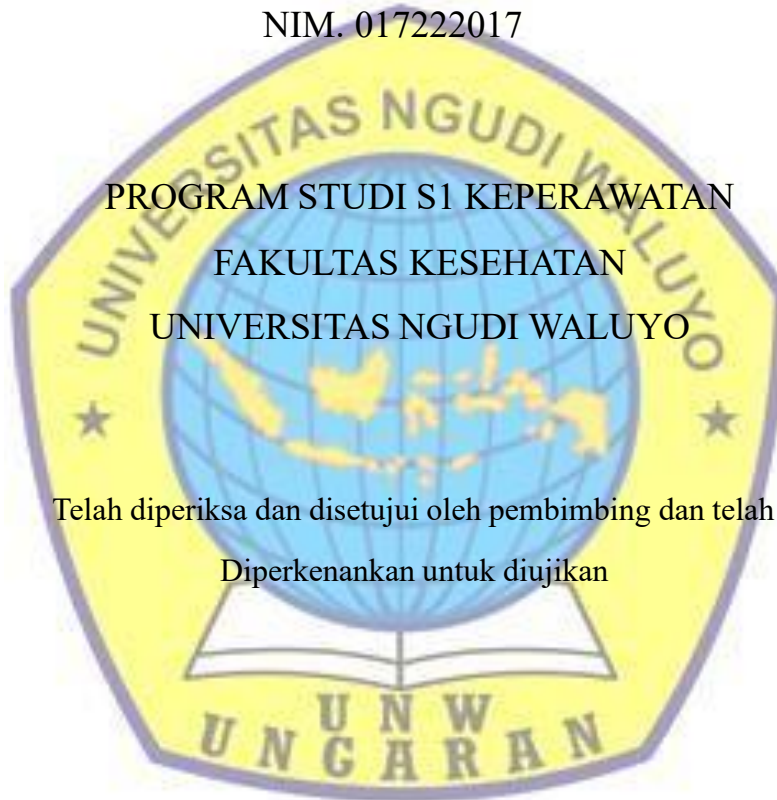 NIM. 017222017
UNIVERSITAS NGUDI WALUYO
PROGRAM STUDI S1 KEPERAWATAN
FAKULTAS KESEHATAN
UNIVERSITAS NGUDI WALUYO
Telah diperiksa dan disetujui oleh pembimbing dan telah
Diperkenankan untuk diujikan
UNW
UNGARAN